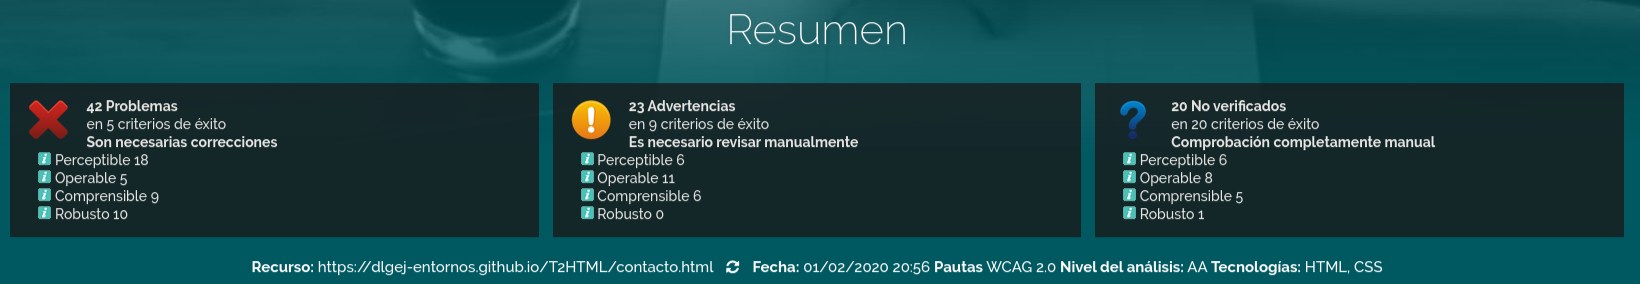 Resumen
42 Problemas
en 5 criterios de éxito
Son necesarias correcciones
Perceptible 18
Operable 5
Comprensible 9
Robusto 10
23 Advertencias
en 9 criterios de éxito
Es necesario revisar manualmente
Perceptible 6
Operable 11
Comprensible 6
Robusto 0
20 No verificados
en 20 criterios de éxito
Comprobación completamente manual
Perceptible 6
Operable 8
Comprensible 5
Robusto 1
Recurso: https://dlgej-entornos.github.io/T2HTML/contacto.html Fecha: 01/02/2020 20:56 Pautas WCAG 2.0 Nivel del análisis: AA Tecnologías: HTML, CSS